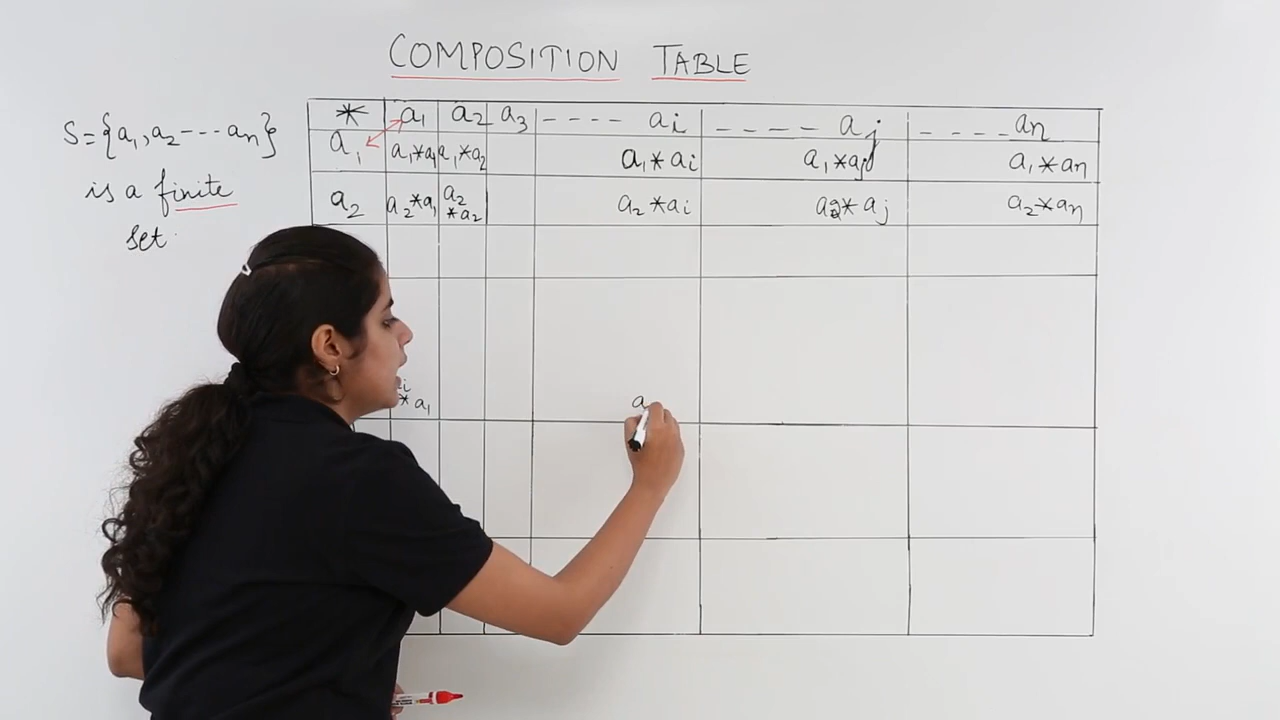 COMPOSITION TABLE
S={a₁,a₂---an}
is a finite
set.
* a₁ a₂ a₃ ---- ai ---- aj ---- an
a₁ a₁*a₁ a₁*a₂ a₁*ai a₁*aj a₁*an
a₂ a₂*a₁ a₂*a₂ a₂*ai a₂*aj a₂*an
i
* a₁ a